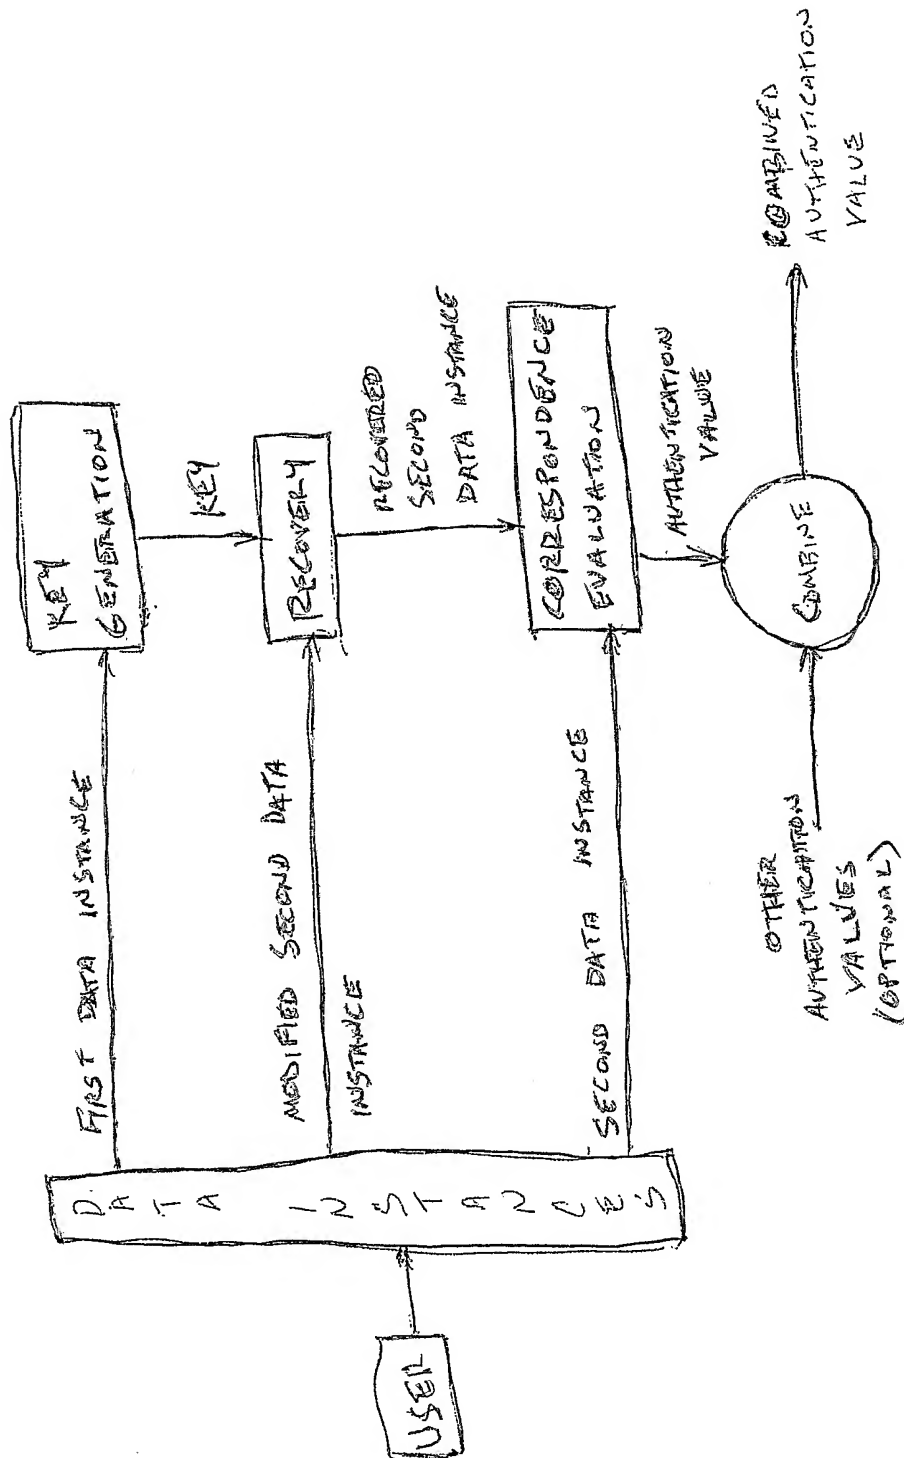 USER
DATA INSTANCES
FIRST DATA INSTANCE
KEY
GENERATION
KEY
MODIFIED SECOND DATA
INSTANCE
RECOVERY
RECOVERED
SECOND
DATA INSTANCE
SECOND DATA INSTANCE
CORRESPONDENCE
EVALUATION
AUTHENTICATION
VALUE
OTHER
AUTHENTICATION
VALUES
(OPTIONAL)
COMBINE
COMBINED
AUTHENTICATION
VALUE